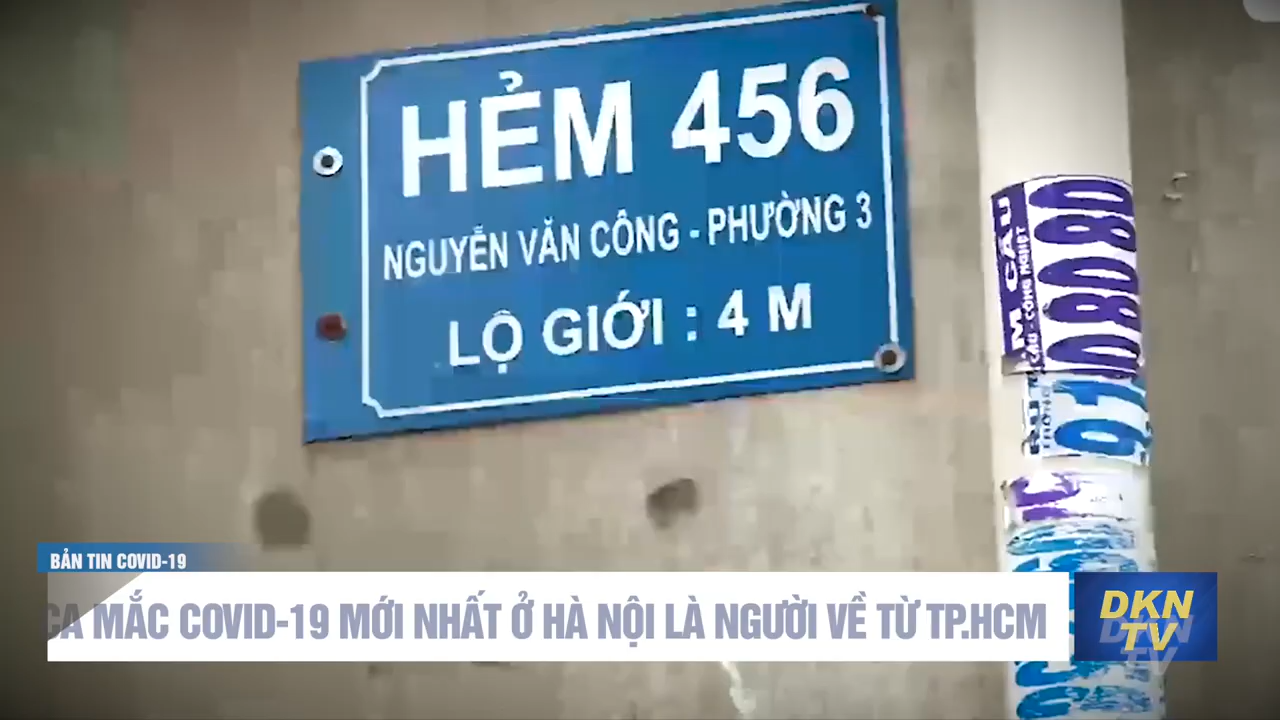 HẺM 456
NGUYỄN VĂN CÔNG - PHƯỜNG 3
LỘ GIỚI : 4 M
BẢN TIN COVID-19
CA MẮC COVID-19 MỚI NHẤT Ở HÀ NỘI LÀ NGƯỜI VỀ TỪ TP.HCM
DKN
TV